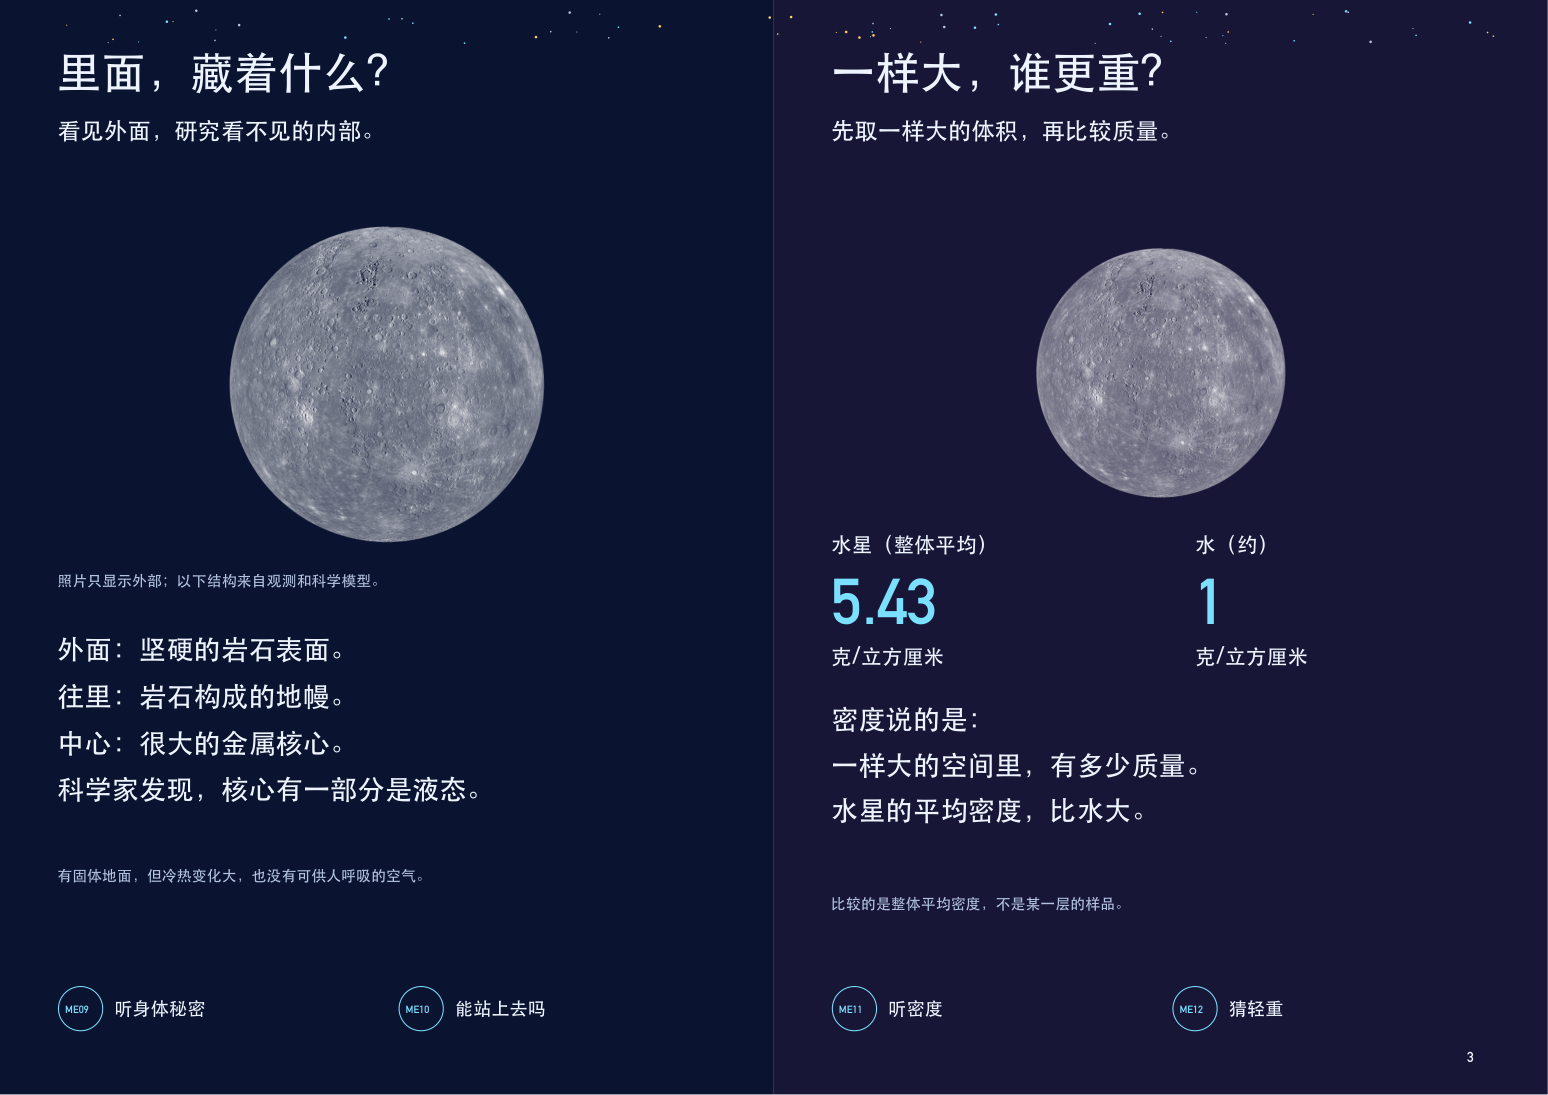 里面，藏着什么？
看见外面，研究看不见的内部。
照片只显示外部；以下结构来自观测和科学模型。
外面：坚硬的岩石表面。
往里：岩石构成的地幔。
中心：很大的金属核心。
科学家发现，核心有一部分是液态。
有固体地面，但冷热变化大，也没有可供人呼吸的空气。
ME09 听身体秘密
ME10 能站上去吗
一样大，谁更重？
先取一样大的体积，再比较质量。
水星（整体平均）
5.43
克/立方厘米
水（约）
1
克/立方厘米
密度说的是：
一样大的空间里，有多少质量。
水星的平均密度，比水大。
比较的是整体平均密度，不是某一层的样品。
ME11 听密度
ME12 猜轻重
3